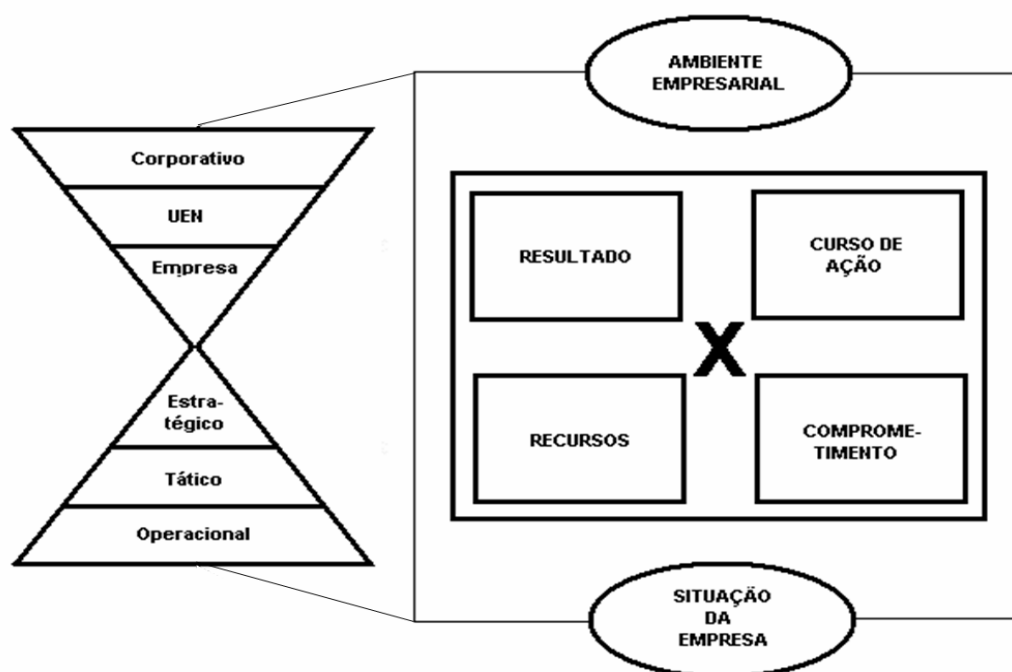 AMBIENTE
EMPRESARIAL
Corporativo
UEN
Empresa
Estra-
tégico
Tático
Operacional
RESULTADO
CURSO DE
AÇÃO
X
RECURSOS
COMPROME-
TIMENTO
SITUAÇÃO
DA
EMPRESA